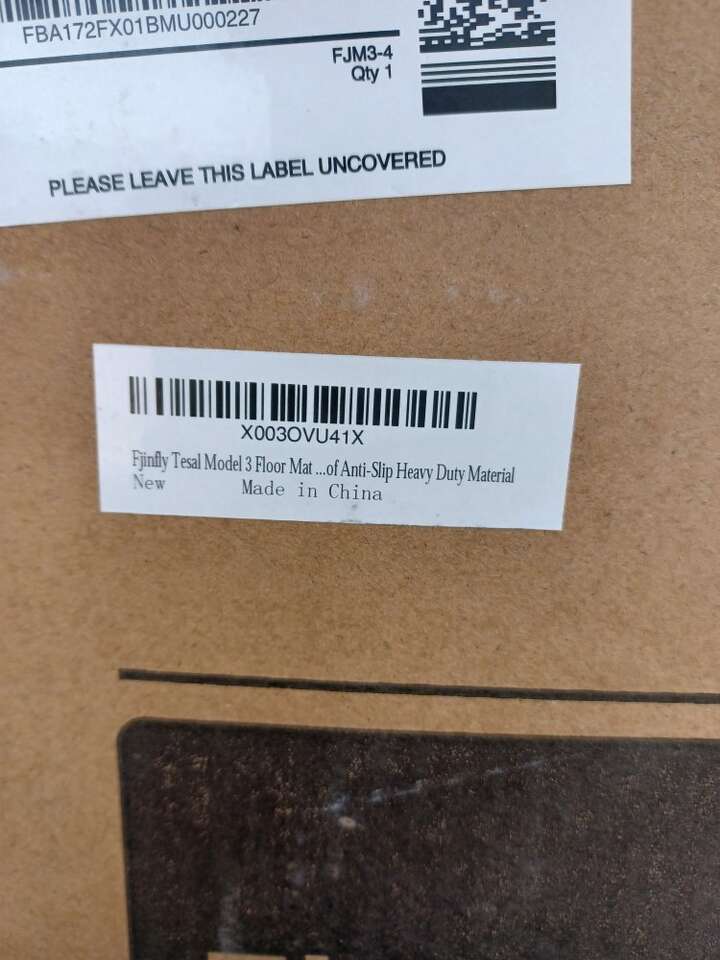 FBA172FX01BMU000227
FJM3-4
Qty 1
PLEASE LEAVE THIS LABEL UNCOVERED
X003OVU41X
Fjinfly Tesal Model 3 Floor Mat ...of Anti-Slip Heavy Duty Material
New Made in China